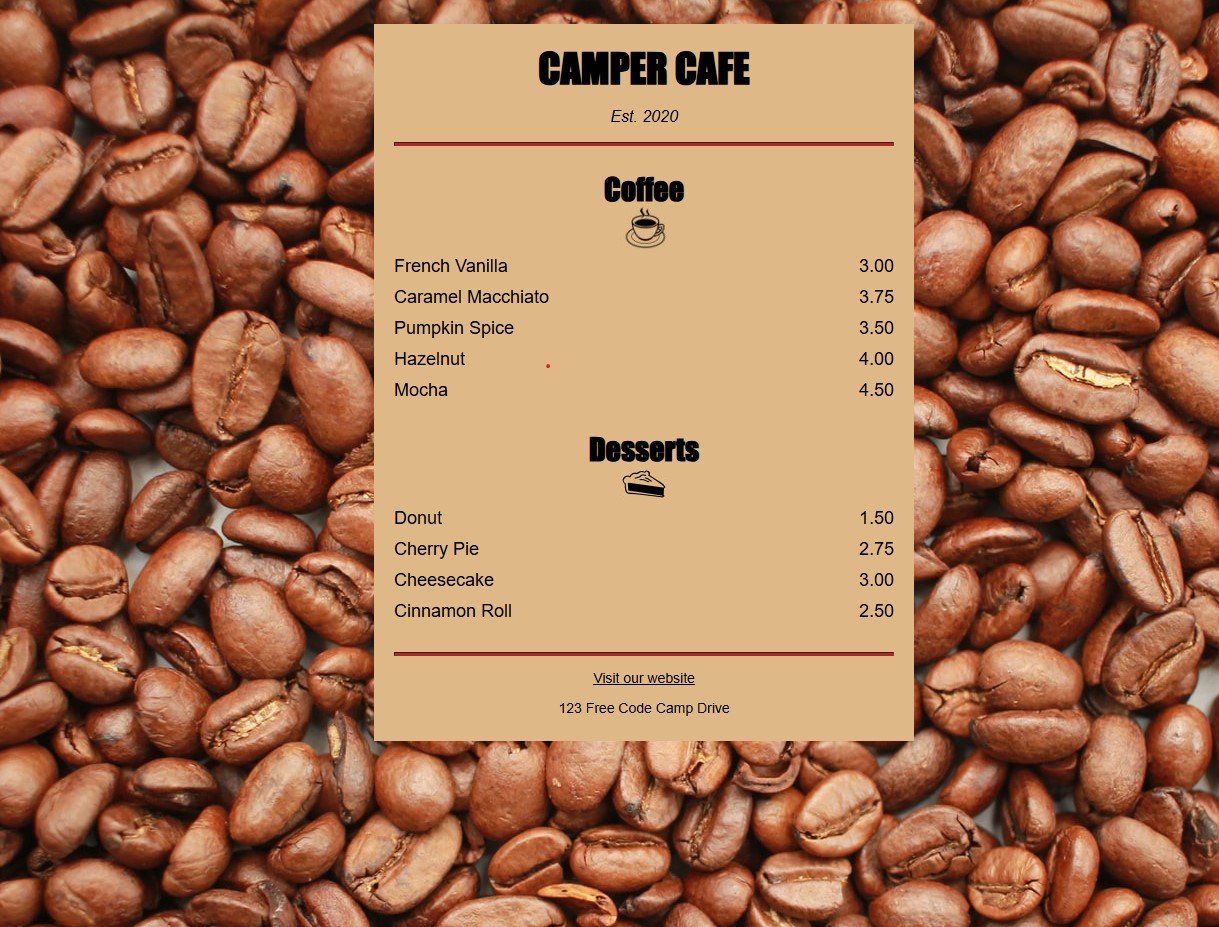 CAMPER CAFE
Est. 2020
Coffee
French Vanilla 3.00
Caramel Macchiato 3.75
Pumpkin Spice 3.50
Hazelnut 4.00
Mocha 4.50
Desserts
Donut 1.50
Cherry Pie 2.75
Cheesecake 3.00
Cinnamon Roll 2.50
Visit our website
123 Free Code Camp Drive